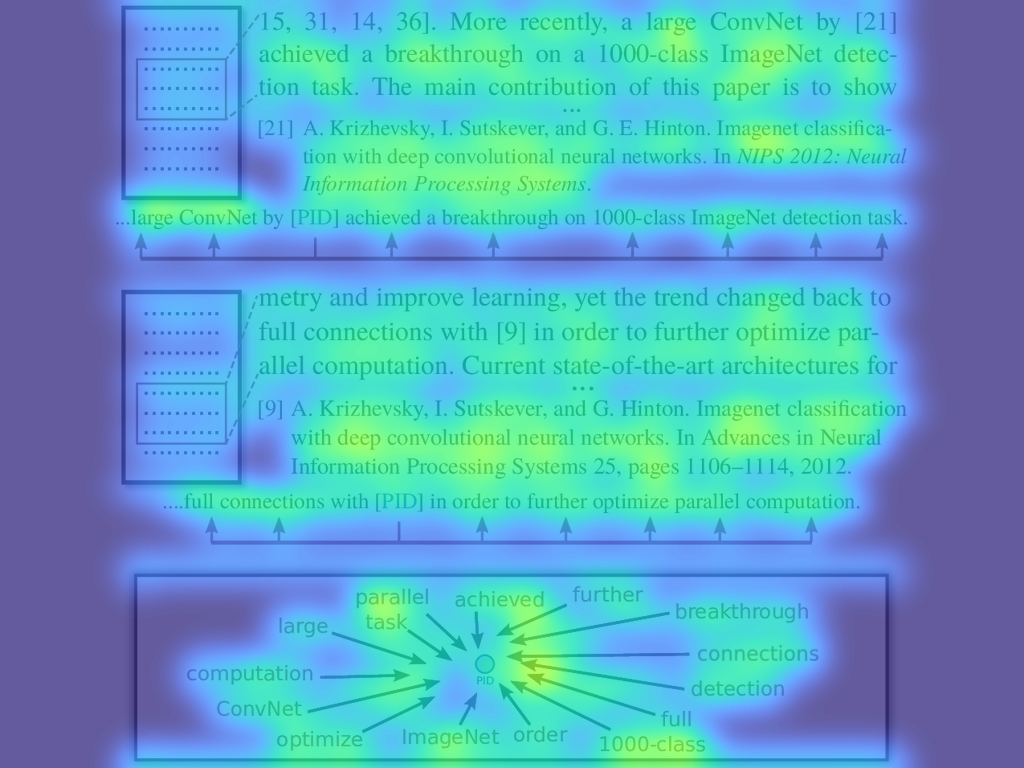 15, 31, 14, 36]. More recently, a large ConvNet by [21]
achieved a breakthrough on a 1000-class ImageNet detec-
tion task. The main contribution of this paper is to show
...
[21] A. Krizhevsky, I. Sutskever, and G. E. Hinton. Imagenet classifica-
tion with deep convolutional neural networks. In NIPS 2012: Neural
Information Processing Systems.
...large ConvNet by [PID] achieved a breakthrough on 1000-class ImageNet detection task.
metry and improve learning, yet the trend changed back to
full connections with [9] in order to further optimize par-
allel computation. Current state-of-the-art architectures for
...
[9] A. Krizhevsky, I. Sutskever, and G. Hinton. Imagenet classification
with deep convolutional neural networks. In Advances in Neural
Information Processing Systems 25, pages 1106–1114, 2012.
....full connections with [PID] in order to further optimize parallel computation.
parallel achieved further
large task breakthrough
computation connections
PID
ConvNet detection
optimize ImageNet order full
1000-class